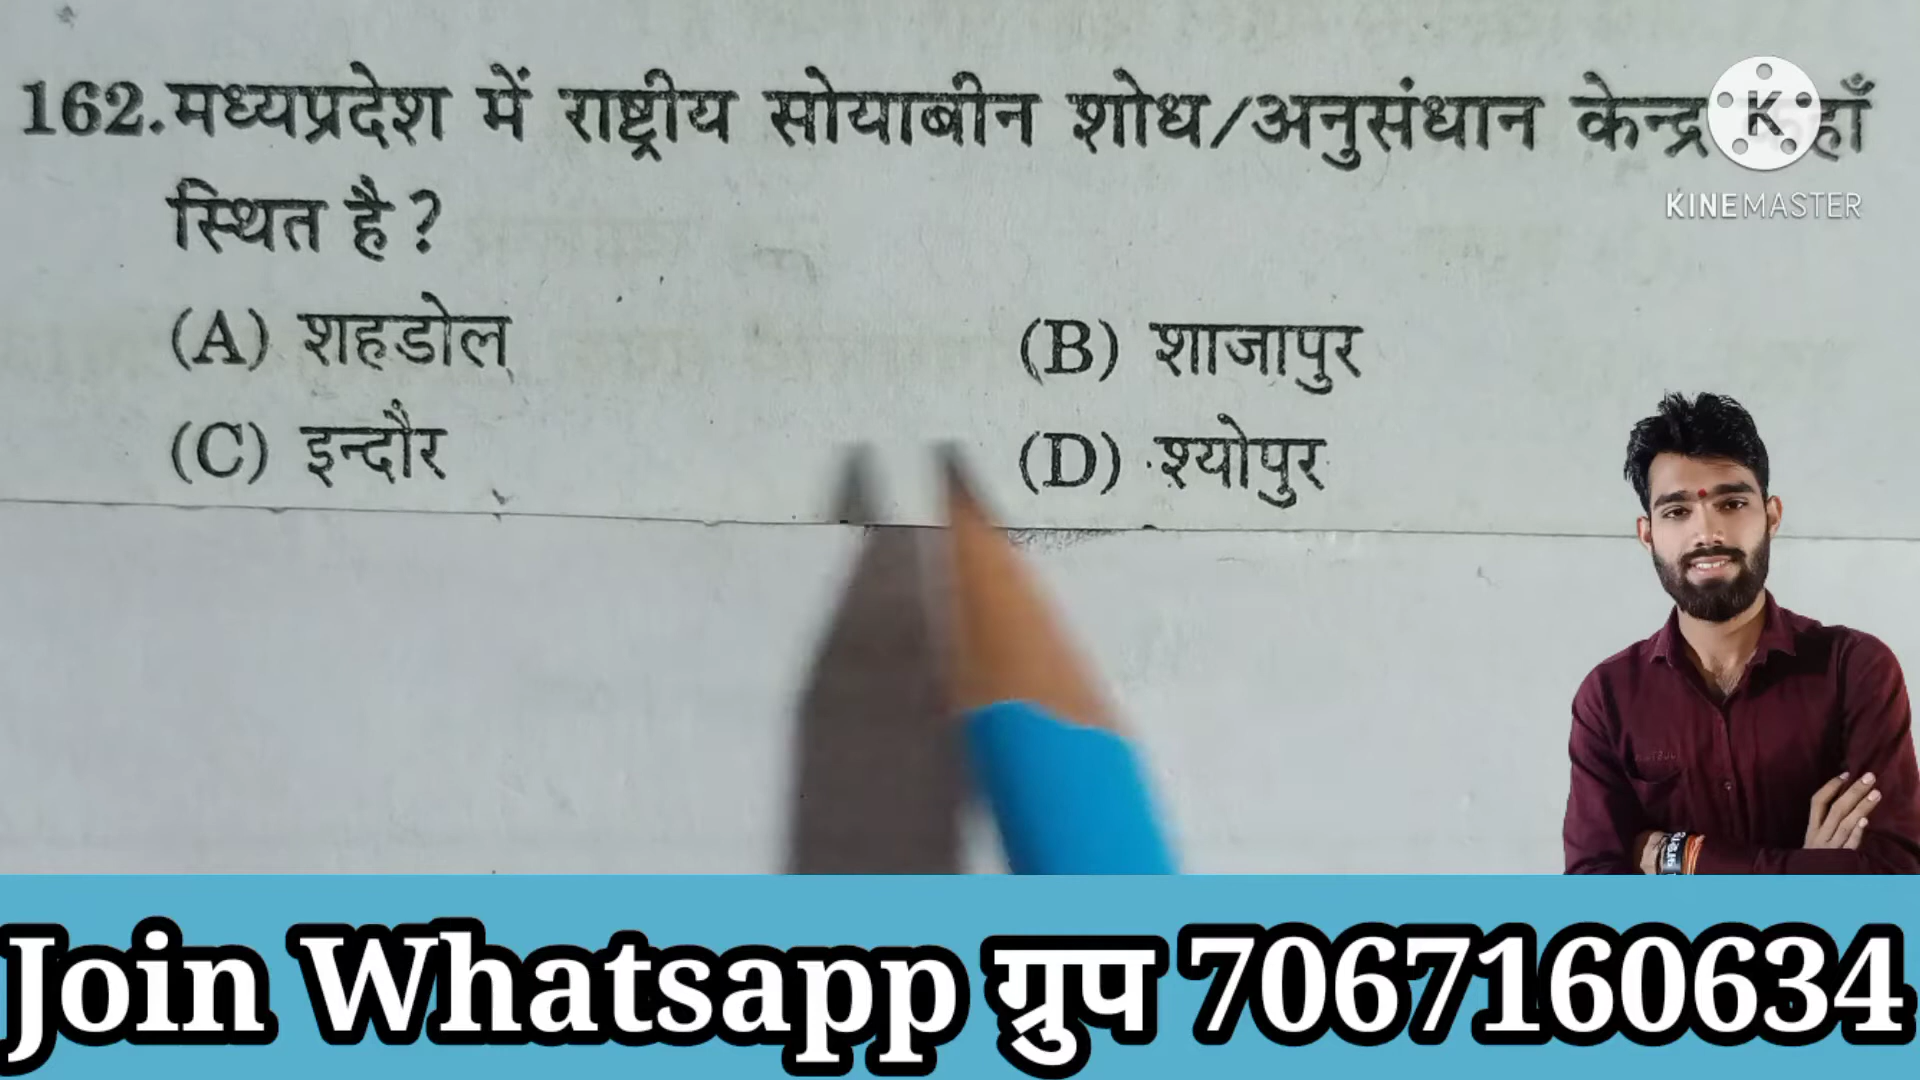 162.मध्यप्रदेश में राष्ट्रीय सोयाबीन शोध/अनुसंधान केन्द्र
स्थित है ?
(A) शहडोल (B) शाजापुर
(C) इन्दौर (D) श्योपुर
K
KINEMASTER
Join Whatsapp ग्रुप 7067160634